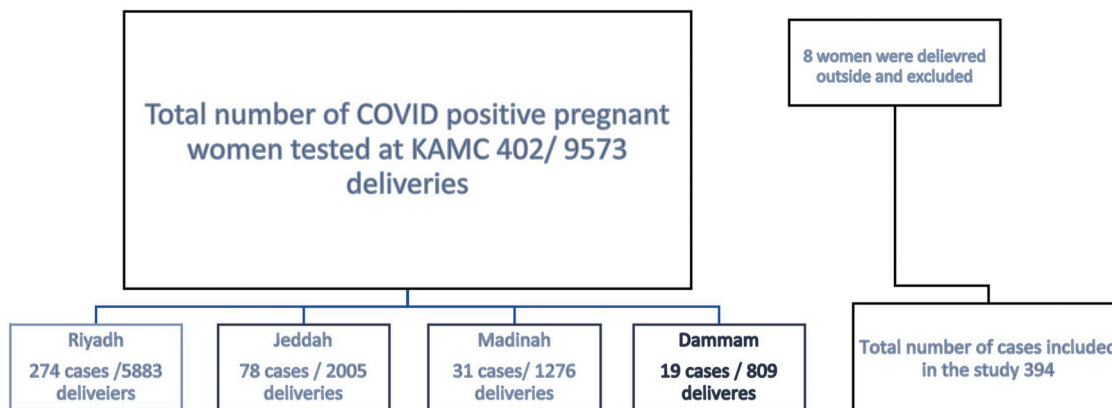 Total number of COVID positive pregnant
women tested at KAMC 402/ 9573
deliveries
8 women were delievred
outside and excluded
Riyadh
274 cases /5883
deliveiers
Jeddah
78 cases / 2005
deliveries
Madinah
31 cases/ 1276
deliveries
Dammam
19 cases / 809
deliveres
Total number of cases included
in the study 394